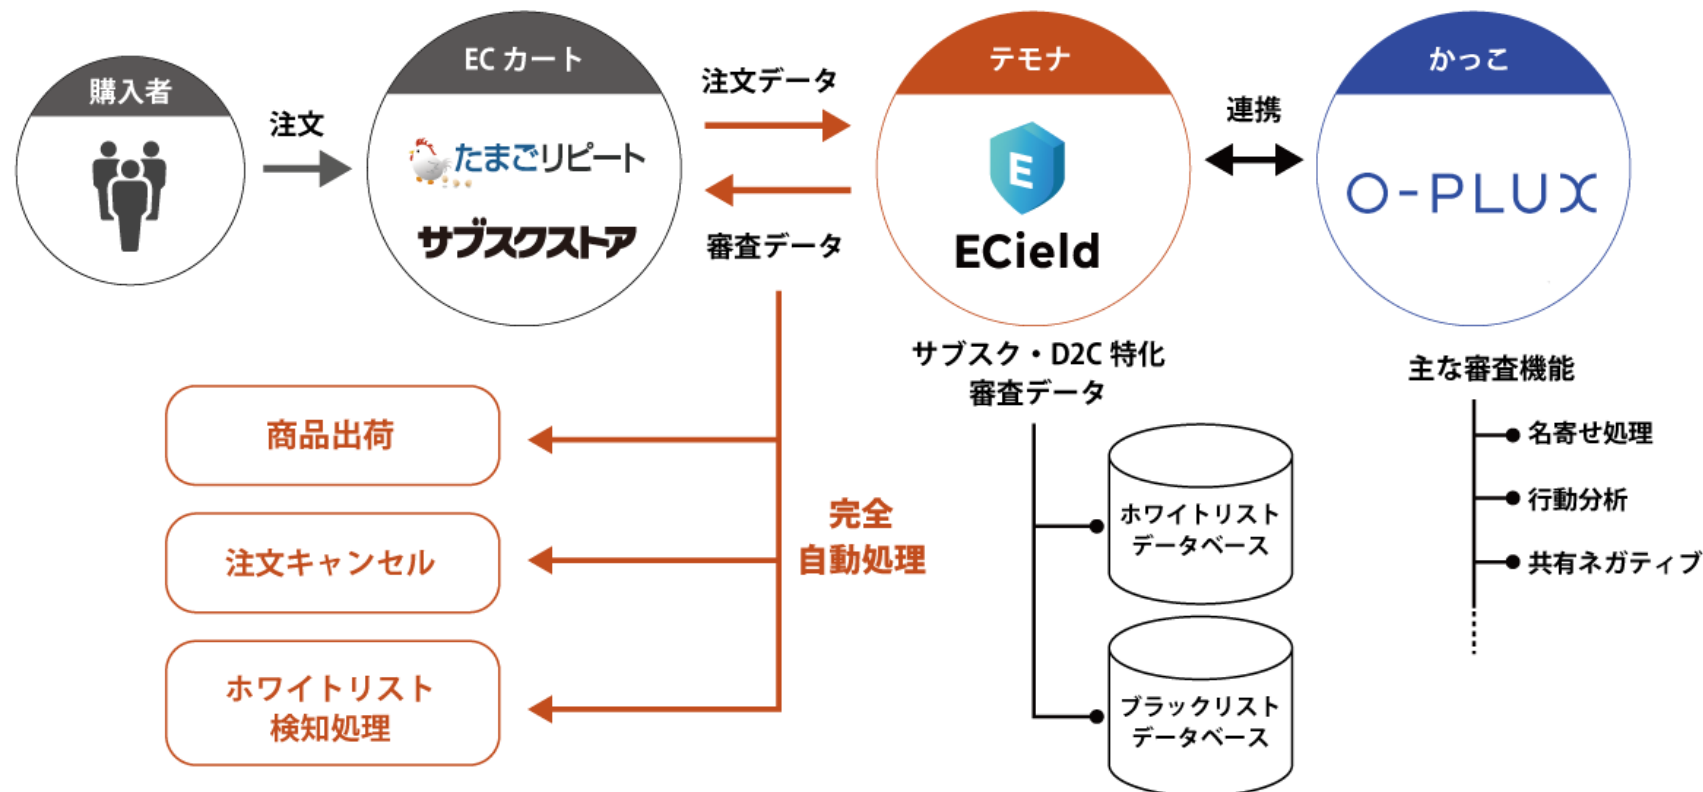 購入者
注文
EC カート
たまごリピート
サブスクストア
注文データ
審査データ
テモナ
E
ECield
連携
かっこ
O-PLUX
サブスク・D2C 特化
審査データ
ホワイトリスト
データベース
ブラックリスト
データベース
主な審査機能
名寄せ処理
行動分析
共有ネガティブ
完全
自動処理
商品出荷
注文キャンセル
ホワイトリスト
検知処理